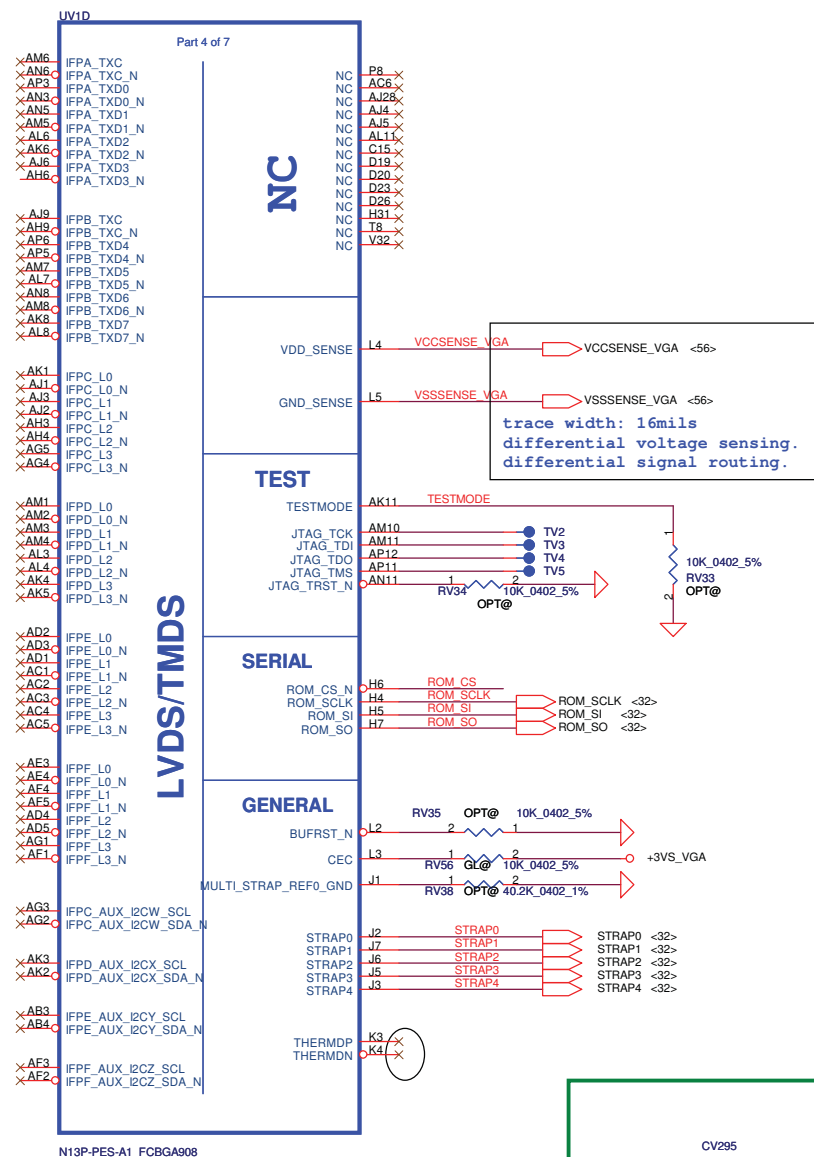 UV1D
Part 4 of 7
AM6 IFPA_TXC
AN6 IFPA_TXC_N
AP3 IFPA_TXD0
AN3 IFPA_TXD0_N
AN5 IFPA_TXD1
AM5 IFPA_TXD1_N
AL6 IFPA_TXD2
AK6 IFPA_TXD2_N
AJ6 IFPA_TXD3
AH6 IFPA_TXD3_N
AJ9 IFPB_TXC
AH9 IFPB_TXC_N
AP6 IFPB_TXD4
AP5 IFPB_TXD4_N
AM7 IFPB_TXD5
AL7 IFPB_TXD5_N
AN8 IFPB_TXD6
AM8 IFPB_TXD6_N
AK8 IFPB_TXD7
AL8 IFPB_TXD7_N
AK1 IFPC_L0
AJ1 IFPC_L0_N
AJ3 IFPC_L1
AJ2 IFPC_L1_N
AH3 IFPC_L2
AH4 IFPC_L2_N
AG5 IFPC_L3
AG4 IFPC_L3_N
AM1 IFPD_L0
AM2 IFPD_L0_N
AM3 IFPD_L1
AM4 IFPD_L1_N
AL3 IFPD_L2
AL4 IFPD_L2_N
AK4 IFPD_L3
AK5 IFPD_L3_N
AD2 IFPE_L0
AD3 IFPE_L0_N
AD1 IFPE_L1
AC1 IFPE_L1_N
AC2 IFPE_L2
AC3 IFPE_L2_N
AC4 IFPE_L3
AC5 IFPE_L3_N
AE3 IFPF_L0
AE4 IFPF_L0_N
AF4 IFPF_L1
AF5 IFPF_L1_N
AD4 IFPF_L2
AD5 IFPF_L2_N
AG1 IFPF_L3
AF1 IFPF_L3_N
AG3 IFPC_AUX_I2CW_SCL
AG2 IFPC_AUX_I2CW_SDA_N
AK3 IFPD_AUX_I2CX_SCL
AK2 IFPD_AUX_I2CX_SDA_N
AB3 IFPE_AUX_I2CY_SCL
AB4 IFPE_AUX_I2CY_SDA_N
AF3 IFPF_AUX_I2CZ_SCL
AF2 IFPF_AUX_I2CZ_SDA_N
LVDS/TMDS
NC
NC P8
NC AC6
NC AJ28
NC AJ4
NC AJ5
NC AL11
NC C15
NC D19
NC D20
NC D23
NC D26
NC H31
NC T8
NC V32
VDD_SENSE L4 VCCSENSE_VGA VCCSENSE_VGA <56>
GND_SENSE L5 VSSSENSE_VGA VSSSENSE_VGA <56>
trace width: 16mils
differential voltage sensing.
differential signal routing.
TEST
TESTMODE AK11 TESTMODE
JTAG_TCK AM10 TV2
JTAG_TDI AM11 TV3
JTAG_TDO AP12 TV4
JTAG_TMS AP11 TV5
JTAG_TRST_N AN11 1 2
RV34 10K_0402_5%
OPT@
1
10K_0402_5%
RV33
OPT@
2
SERIAL
ROM_CS_N H6 ROM_CS
ROM_SCLK H4 ROM_SCLK ROM_SCLK <32>
ROM_SI H5 ROM_SI ROM_SI <32>
ROM_SO H7 ROM_SO ROM_SO <32>
GENERAL
RV35 OPT@ 10K_0402_5%
BUFRST_N L2 2 1
CEC L3 1 2 +3VS_VGA
RV56 GL@ 10K_0402_5%
MULTI_STRAP_REF0_GND J1 1 2
RV38 OPT@ 40.2K_0402_1%
STRAP0 J2 STRAP0 STRAP0 <32>
STRAP1 J7 STRAP1 STRAP1 <32>
STRAP2 J6 STRAP2 STRAP2 <32>
STRAP3 J5 STRAP3 STRAP3 <32>
STRAP4 J3 STRAP4 STRAP4 <32>
THERMDP K3
THERMDN K4
N13P-PES-A1 FCBGA908
CV295